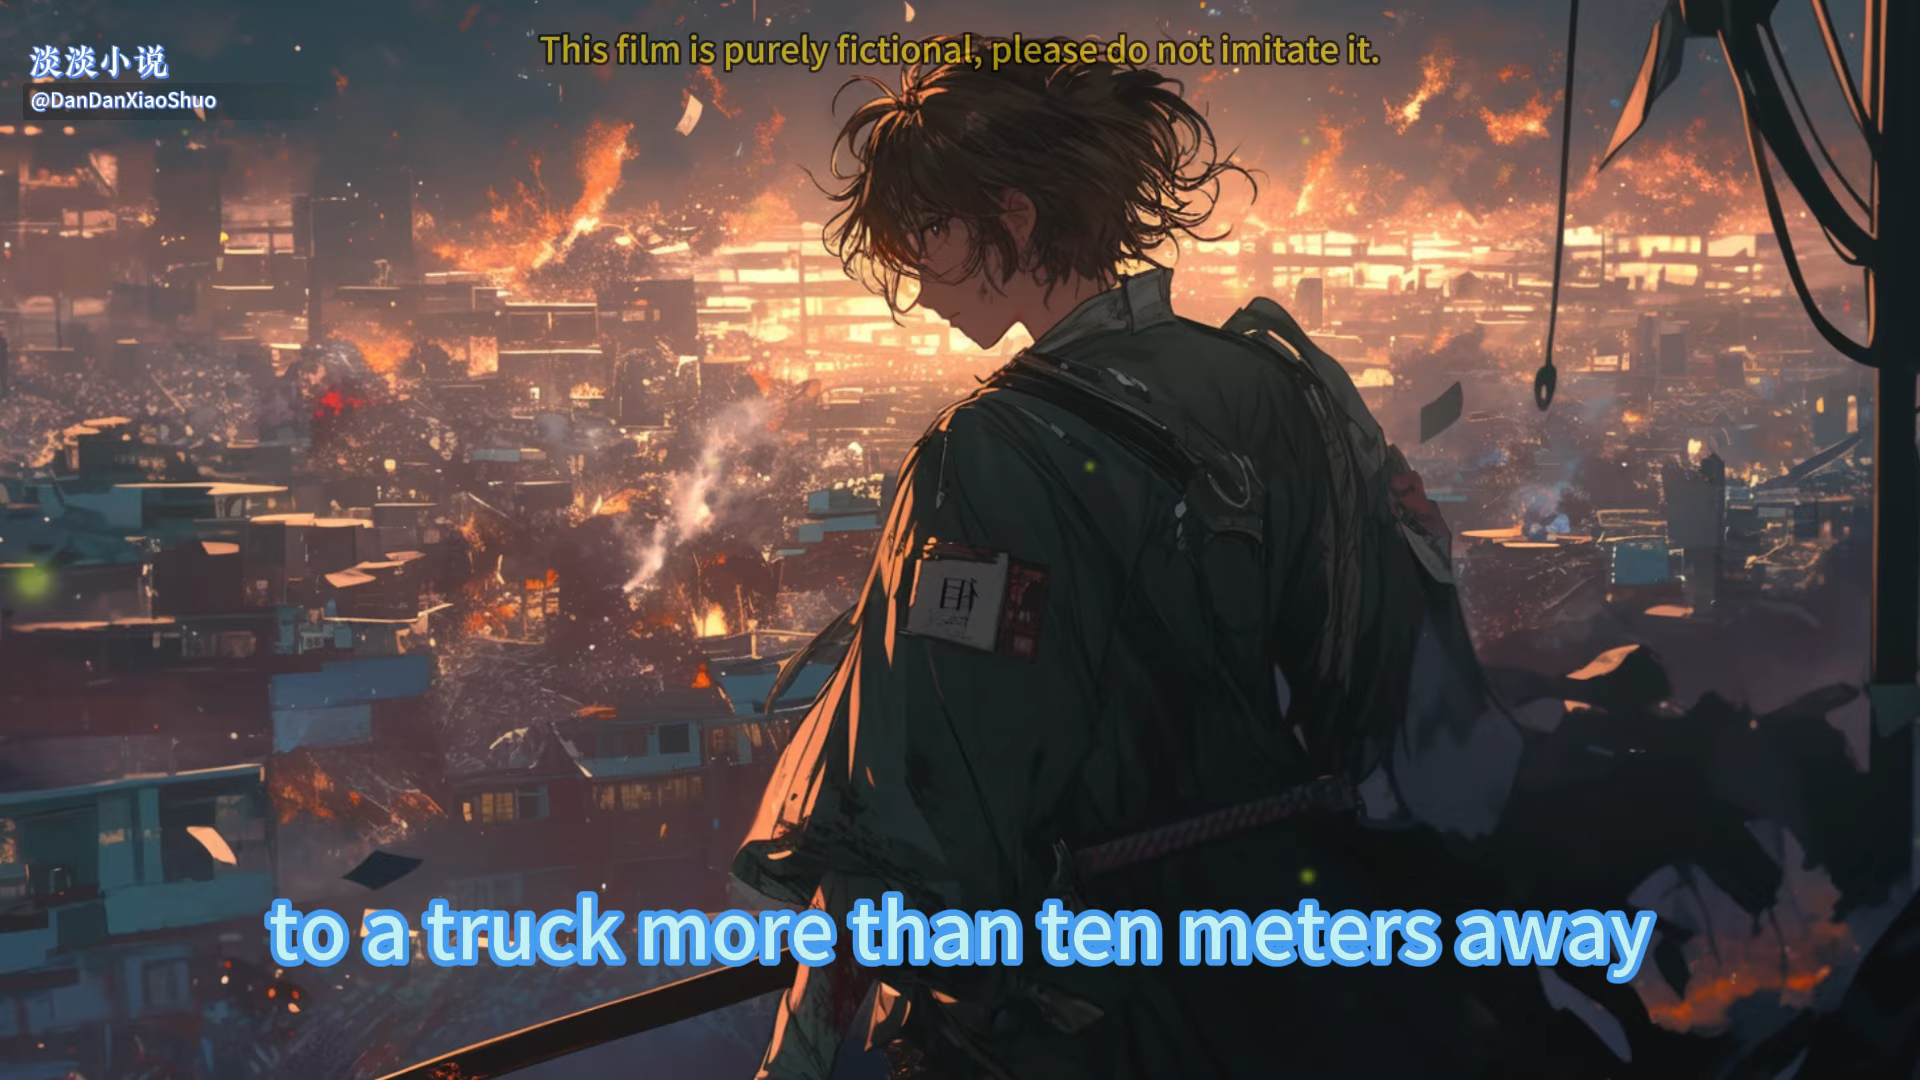 This film is purely fictional, please do not imitate it.
淡淡小说
@DanDanXiaoShuo
to a truck more than ten meters away